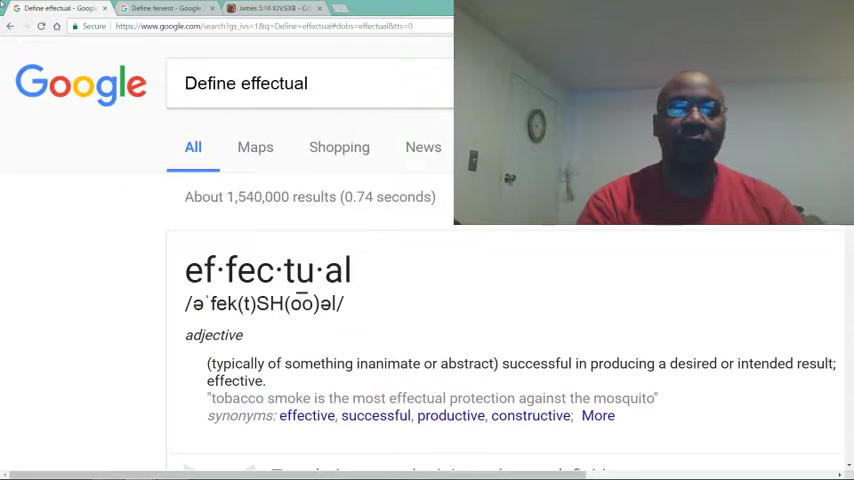 Define effectual - Googl
Define fervent - Google
James 5:16 KJV;EXB - C
Secure
https://www.google.com/search?gs_ivs=1&q=Define+effectual#dobs=effectual&tts=0
Google
Define effectual
All Maps Shopping News
About 1,540,000 results (0.74 seconds)
ef·fec·tu·al
/əˈfek(t)SH(o͞o)əl/
adjective
(typically of something inanimate or abstract) successful in producing a desired or intended result;
effective.
"tobacco smoke is the most effectual protection against the mosquito"
synonyms: effective, successful, productive, constructive; More